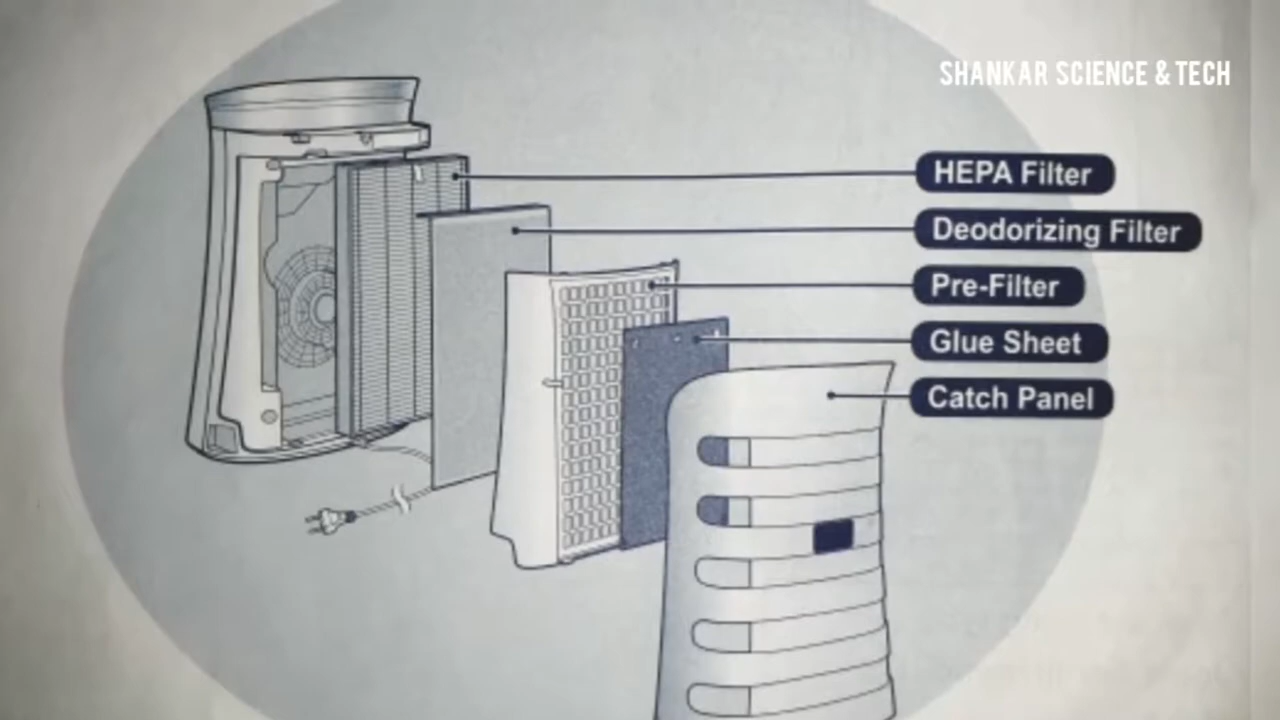 SHANKAR SCIENCE & TECH
HEPA Filter
Deodorizing Filter
Pre-Filter
Glue Sheet
Catch Panel